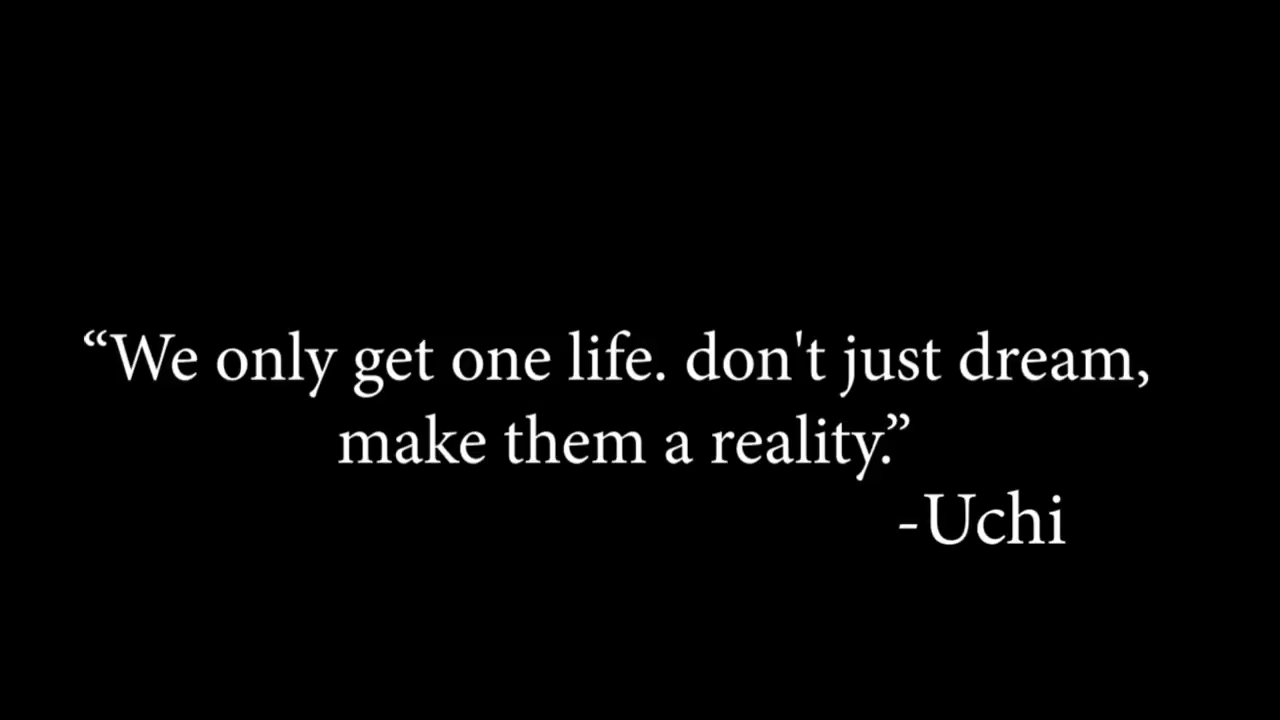 “We only get one life. don't just dream,
make them a reality.”
-Uchi